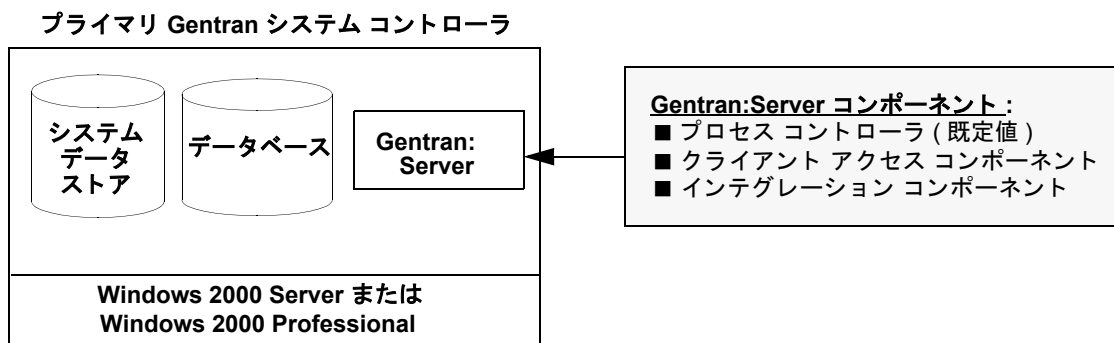 プライマリ Gentran システム コントローラ
システム
データ
ストア
データベース
Gentran:
Server
Windows 2000 Server または
Windows 2000 Professional
Gentran:Server コンポーネント :
■ プロセス コントローラ ( 既定値 )
■ クライアント アクセス コンポーネント
■ インテグレーション コンポーネント